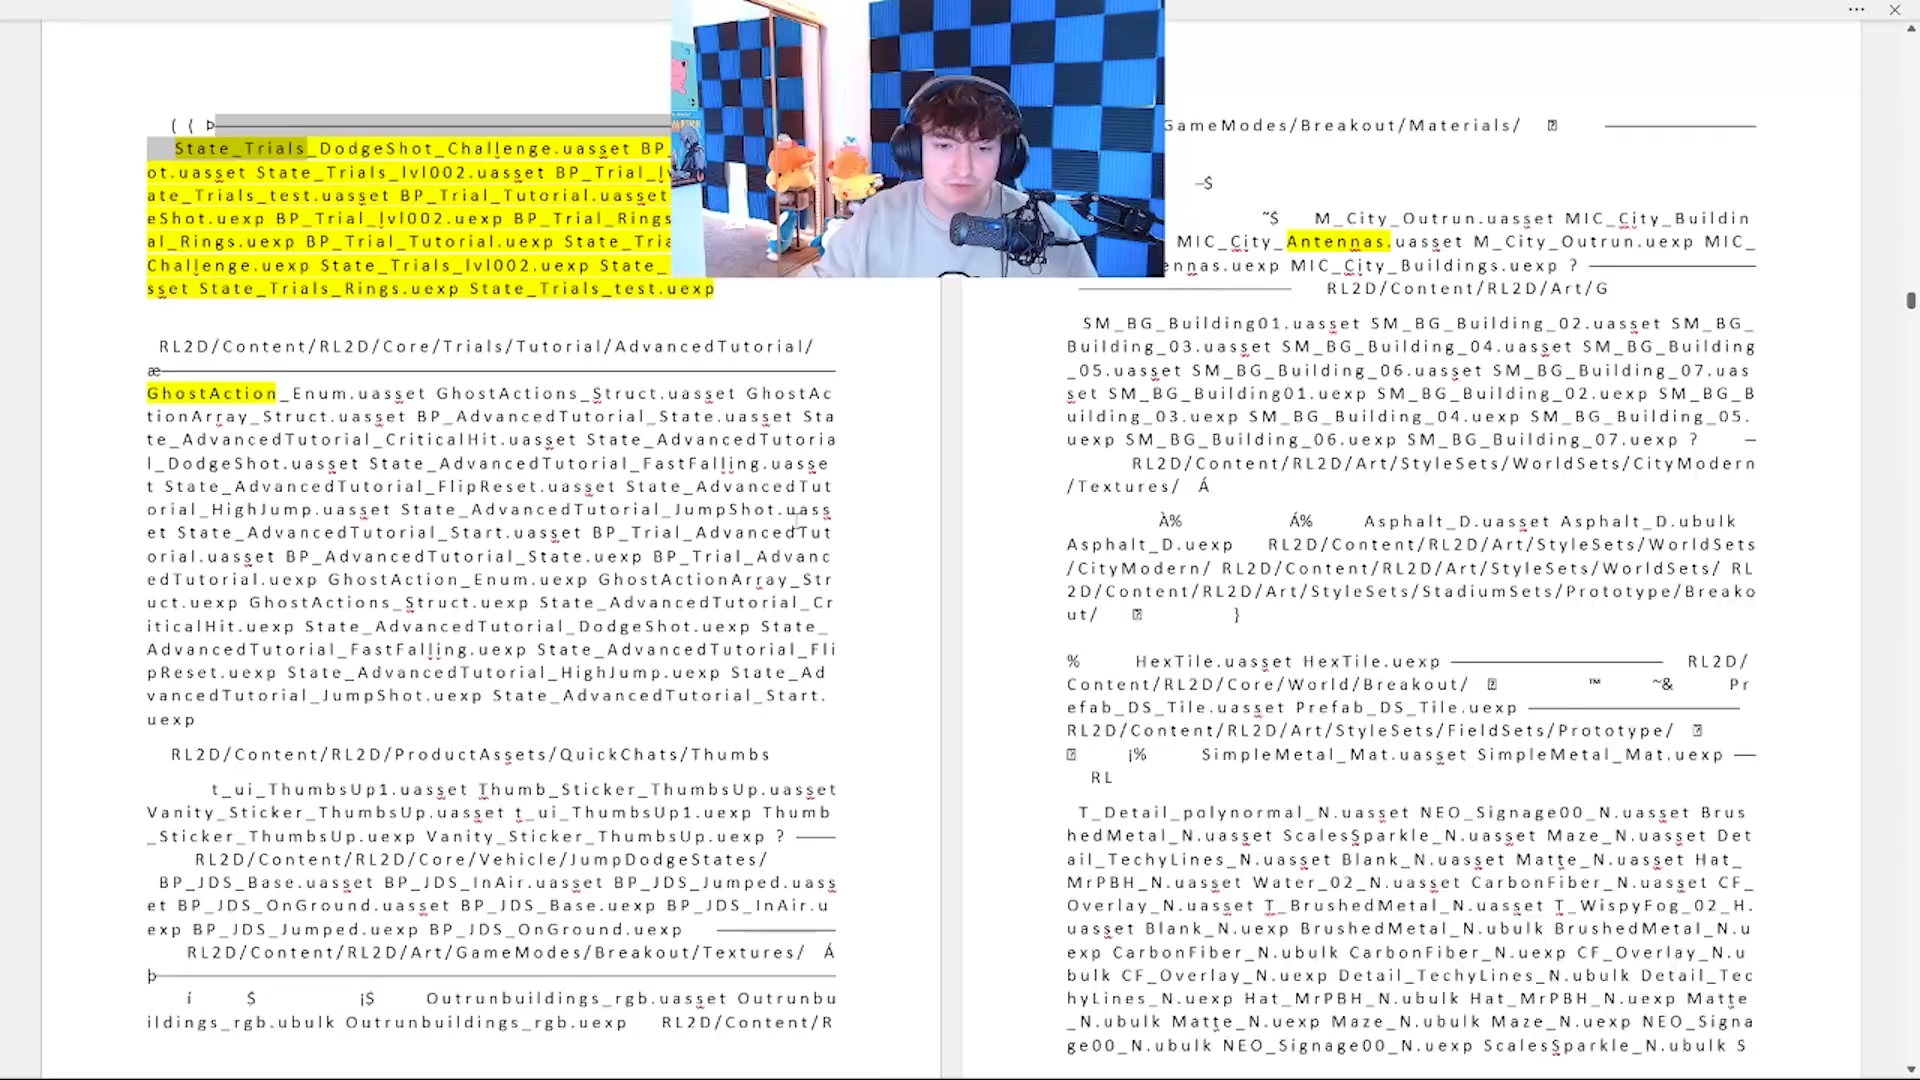 ( ( Þ
State_Trials_DodgeShot_Challenge.uasset BP_
ot.uasset State_Trials_lvl002.uasset BP_Trial_lv
ate_Trials_test.uasset BP_Trial_Tutorial.uasset
eShot.uexp BP_Trial_lvl002.uexp BP_Trial_Rings
al_Rings.uexp BP_Trial_Tutorial.uexp State_Tria
Challenge.uexp State_Trials_lvl002.uexp State_
sset State_Trials_Rings.uexp State_Trials_test.uexp
RL2D/Content/RL2D/Core/Trials/Tutorial/AdvancedTutorial/
æ
GhostAction_Enum.uasset GhostActions_Struct.uasset GhostAc
tionArray_Struct.uasset BP_AdvancedTutorial_State.uasset Sta
te_AdvancedTutorial_CriticalHit.uasset State_AdvancedTutoria
l_DodgeShot.uasset State_AdvancedTutorial_FastFalling.uasse
t State_AdvancedTutorial_FlipReset.uasset State_AdvancedTut
orial_HighJump.uasset State_AdvancedTutorial_JumpShot.uass
et State_AdvancedTutorial_Start.uasset BP_Trial_AdvancedTut
orial.uasset BP_AdvancedTutorial_State.uexp BP_Trial_Advanc
edTutorial.uexp GhostAction_Enum.uexp GhostActionArray_Str
uct.uexp GhostActions_Struct.uexp State_AdvancedTutorial_Cr
iticalHit.uexp State_AdvancedTutorial_DodgeShot.uexp State_
AdvancedTutorial_FastFalling.uexp State_AdvancedTutorial_Fli
pReset.uexp State_AdvancedTutorial_HighJump.uexp State_Ad
vancedTutorial_JumpShot.uexp State_AdvancedTutorial_Start.
uexp
RL2D/Content/RL2D/ProductAssets/QuickChats/Thumbs
t_ui_ThumbsUp1.uasset Thumb_Sticker_ThumbsUp.uasset
Vanity_Sticker_ThumbsUp.uasset t_ui_ThumbsUp1.uexp Thumb
_Sticker_ThumbsUp.uexp Vanity_Sticker_ThumbsUp.uexp ?
RL2D/Content/RL2D/Core/Vehicle/JumpDodgeStates/
BP_JDS_Base.uasset BP_JDS_InAir.uasset BP_JDS_Jumped.uass
et BP_JDS_OnGround.uasset BP_JDS_Base.uexp BP_JDS_InAir.u
exp BP_JDS_Jumped.uexp BP_JDS_OnGround.uexp
RL2D/Content/RL2D/Art/GameModes/Breakout/Textures/ Á
þ
í $ ¡$ Outrunbuildings_rgb.uasset Outrunbu
ildings_rgb.ubulk Outrunbuildings_rgb.uexp RL2D/Content/R
GameModes/Breakout/Materials/
–$
˜$ M_City_Outrun.uasset MIC_City_Buildin
MIC_City_Antennas.uasset M_City_Outrun.uexp MIC_
ennas.uexp MIC_City_Buildings.uexp ?
RL2D/Content/RL2D/Art/G
SM_BG_Building01.uasset SM_BG_Building_02.uasset SM_BG_
Building_03.uasset SM_BG_Building_04.uasset SM_BG_Building
_05.uasset SM_BG_Building_06.uasset SM_BG_Building_07.uas
set SM_BG_Building01.uexp SM_BG_Building_02.uexp SM_BG_B
uilding_03.uexp SM_BG_Building_04.uexp SM_BG_Building_05.
uexp SM_BG_Building_06.uexp SM_BG_Building_07.uexp ?
RL2D/Content/RL2D/Art/StyleSets/WorldSets/CityModern
/Textures/ Á
À% Á% Asphalt_D.uasset Asphalt_D.ubulk
Asphalt_D.uexp RL2D/Content/RL2D/Art/StyleSets/WorldSets
/CityModern/ RL2D/Content/RL2D/Art/StyleSets/WorldSets/ RL
2D/Content/RL2D/Art/StyleSets/StadiumSets/Prototype/Breako
ut/ }
% HexTile.uasset HexTile.uexp RL2D/
Content/RL2D/Core/World/Breakout/ ™ ~& Pr
efab_DS_Tile.uasset Prefab_DS_Tile.uexp
RL2D/Content/RL2D/Art/StyleSets/FieldSets/Prototype/
¡% SimpleMetal_Mat.uasset SimpleMetal_Mat.uexp
RL
T_Detail_polynormal_N.uasset NEO_Signage00_N.uasset Brus
hedMetal_N.uasset ScalesSparkle_N.uasset Maze_N.uasset Det
ail_TechyLines_N.uasset Blank_N.uasset Matte_N.uasset Hat_
MrPBH_N.uasset Water_02_N.uasset CarbonFiber_N.uasset CF_
Overlay_N.uasset T_BrushedMetal_N.uasset T_WispyFog_02_H.
uasset Blank_N.uexp BrushedMetal_N.ubulk BrushedMetal_N.u
exp CarbonFiber_N.ubulk CarbonFiber_N.uexp CF_Overlay_N.u
bulk CF_Overlay_N.uexp Detail_TechyLines_N.ubulk Detail_Tec
hyLines_N.uexp Hat_MrPBH_N.ubulk Hat_MrPBH_N.uexp Matte
_N.ubulk Matte_N.uexp Maze_N.ubulk Maze_N.uexp NEO_Signa
ge00_N.ubulk NEO_Signage00_N.uexp ScalesSparkle_N.ubulk S